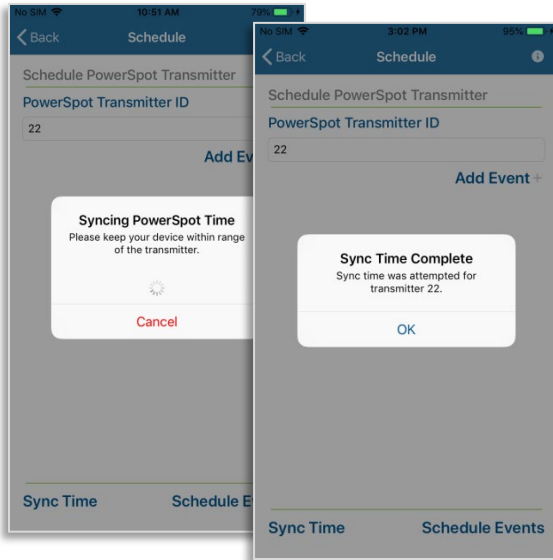 No SIM 10:51 AM 79%
Back Schedule
Schedule PowerSpot Transmitter
PowerSpot Transmitter ID
22
Add Ev
Syncing PowerSpot Time
Please keep your device within range
of the transmitter.
Cancel
Sync Time Schedule E
No SIM 3:02 PM 95%
Back Schedule
Schedule PowerSpot Transmitter
PowerSpot Transmitter ID
22
Add Event +
Sync Time Complete
Sync time was attempted for
transmitter 22.
OK
Sync Time Schedule Events